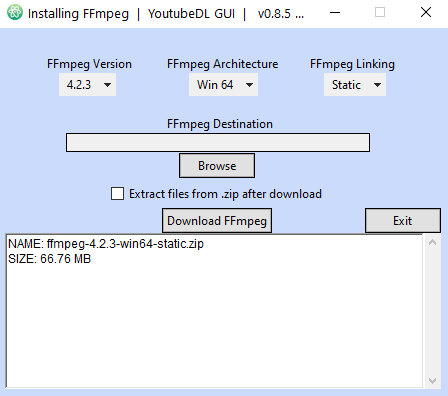 Installing FFmpeg | YoutubeDL GUI | v0.8.5 ...
FFmpeg Version FFmpeg Architecture FFmpeg Linking
4.2.3 Win 64 Static
FFmpeg Destination
Browse
Extract files from .zip after download
Download FFmpeg Exit
NAME: ffmpeg-4.2.3-win64-static.zip
SIZE: 66.76 MB